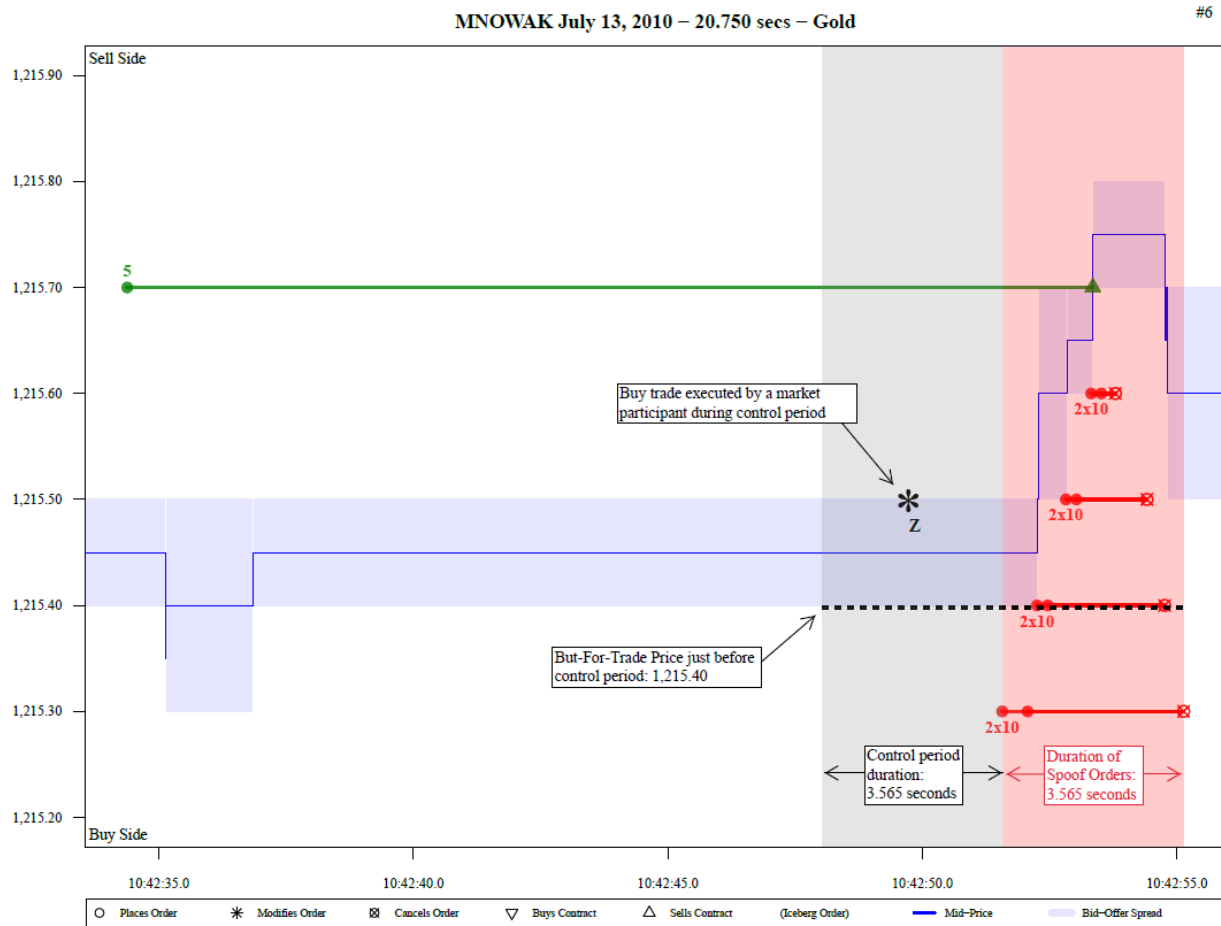 #6
MNOWAK July 13, 2010 − 20.750 secs − Gold
Sell Side
1,215.90
1,215.80
1,215.70
1,215.60
1,215.50
1,215.40
1,215.30
1,215.20
5
Buy trade executed by a market
participant during control period
Z
2x10
2x10
2x10
2x10
But-For-Trade Price just before
control period: 1,215.40
Control period
duration:
3.565 seconds
Duration of
Spoof Orders:
3.565 seconds
Buy Side
10:42:35.0
10:42:40.0
10:42:45.0
10:42:50.0
10:42:55.0
Places Order
Modifies Order
Cancels Order
Buys Contract
Sells Contract
(Iceberg Order)
Mid−Price
Bid−Offer Spread